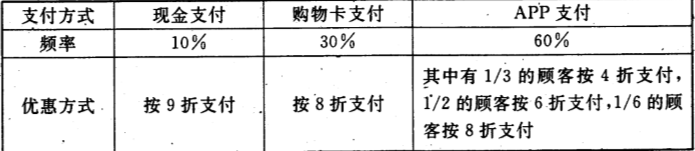 支付方式 现金支付 购物卡支付 APP 支付
频率 10% 30% 60%
优惠方式 按 9 折支付 按 8 折支付 其中有 1/3 的顾客按 4 折支付,
1/2 的顾客按 6 折支付,1/6 的顾
客按 8 折支付